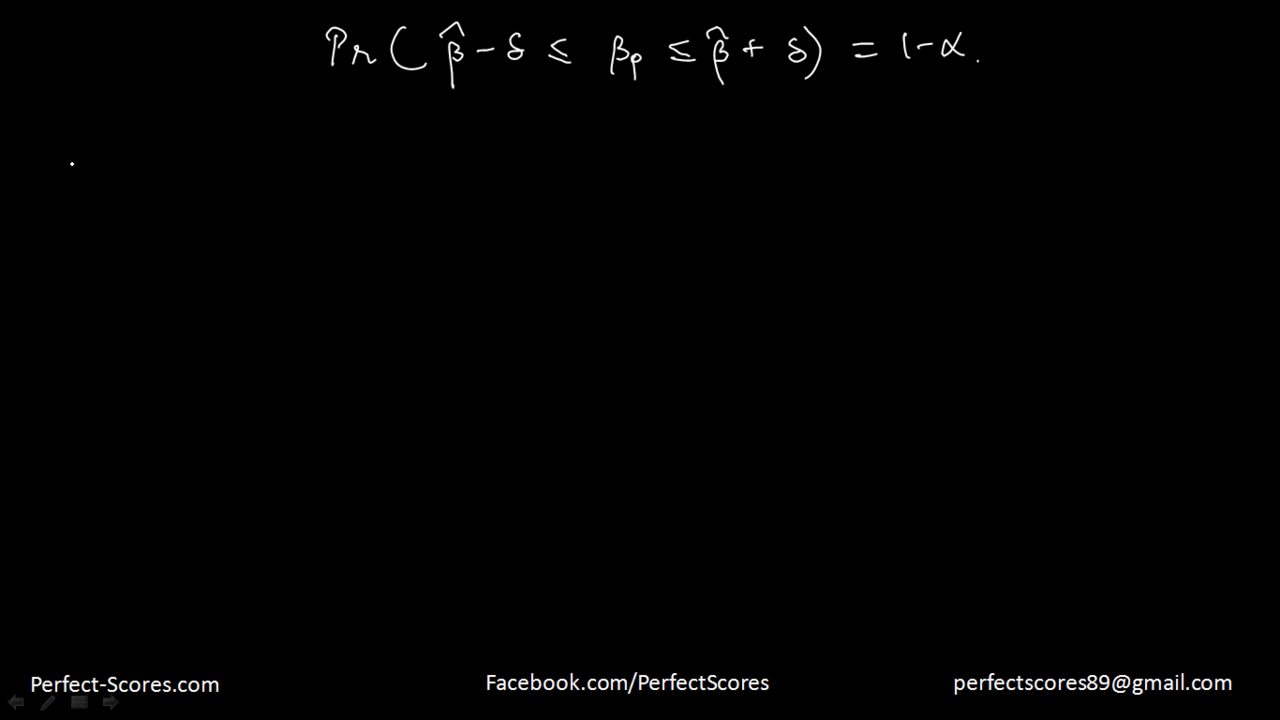 Pr( β̂ - δ ≤ βp ≤ β̂ + δ) = 1-α.
Perfect-Scores.com
Facebook.com/PerfectScores
perfectscores89@gmail.com